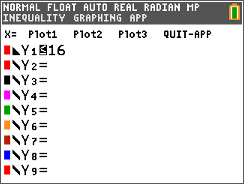 NORMAL FLOAT AUTO REAL RADIAN MP
INEQUALITY GRAPHING APP
X= Plot1 Plot2 Plot3 QUIT-APP
Y1≤16
Y2=
Y3=
Y4=
Y5=
Y6=
Y7=
Y8=
Y9=